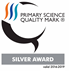 PRIMARY SCIENCE
QUALITY MARK ®
SILVER AWARD